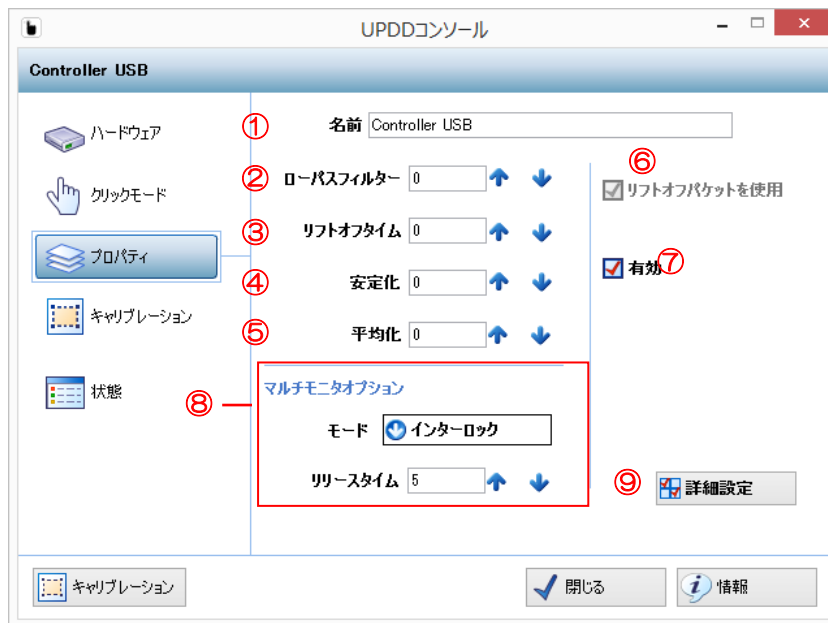 UPDDコンソール
Controller USB
ハードウェア
クリックモード
プロパティ
キャリブレーション
状態
① 名前 Controller USB
② ローパスフィルター 0
③ リフトオフタイム 0
④ 安定化 0
⑤ 平均化 0
⑥
リフトオフパケットを使用
有効 ⑦
⑧ マルチモニタオプション
モード インターロック
リリースタイム 5
⑨ 詳細設定
キャリブレーション
閉じる
情報